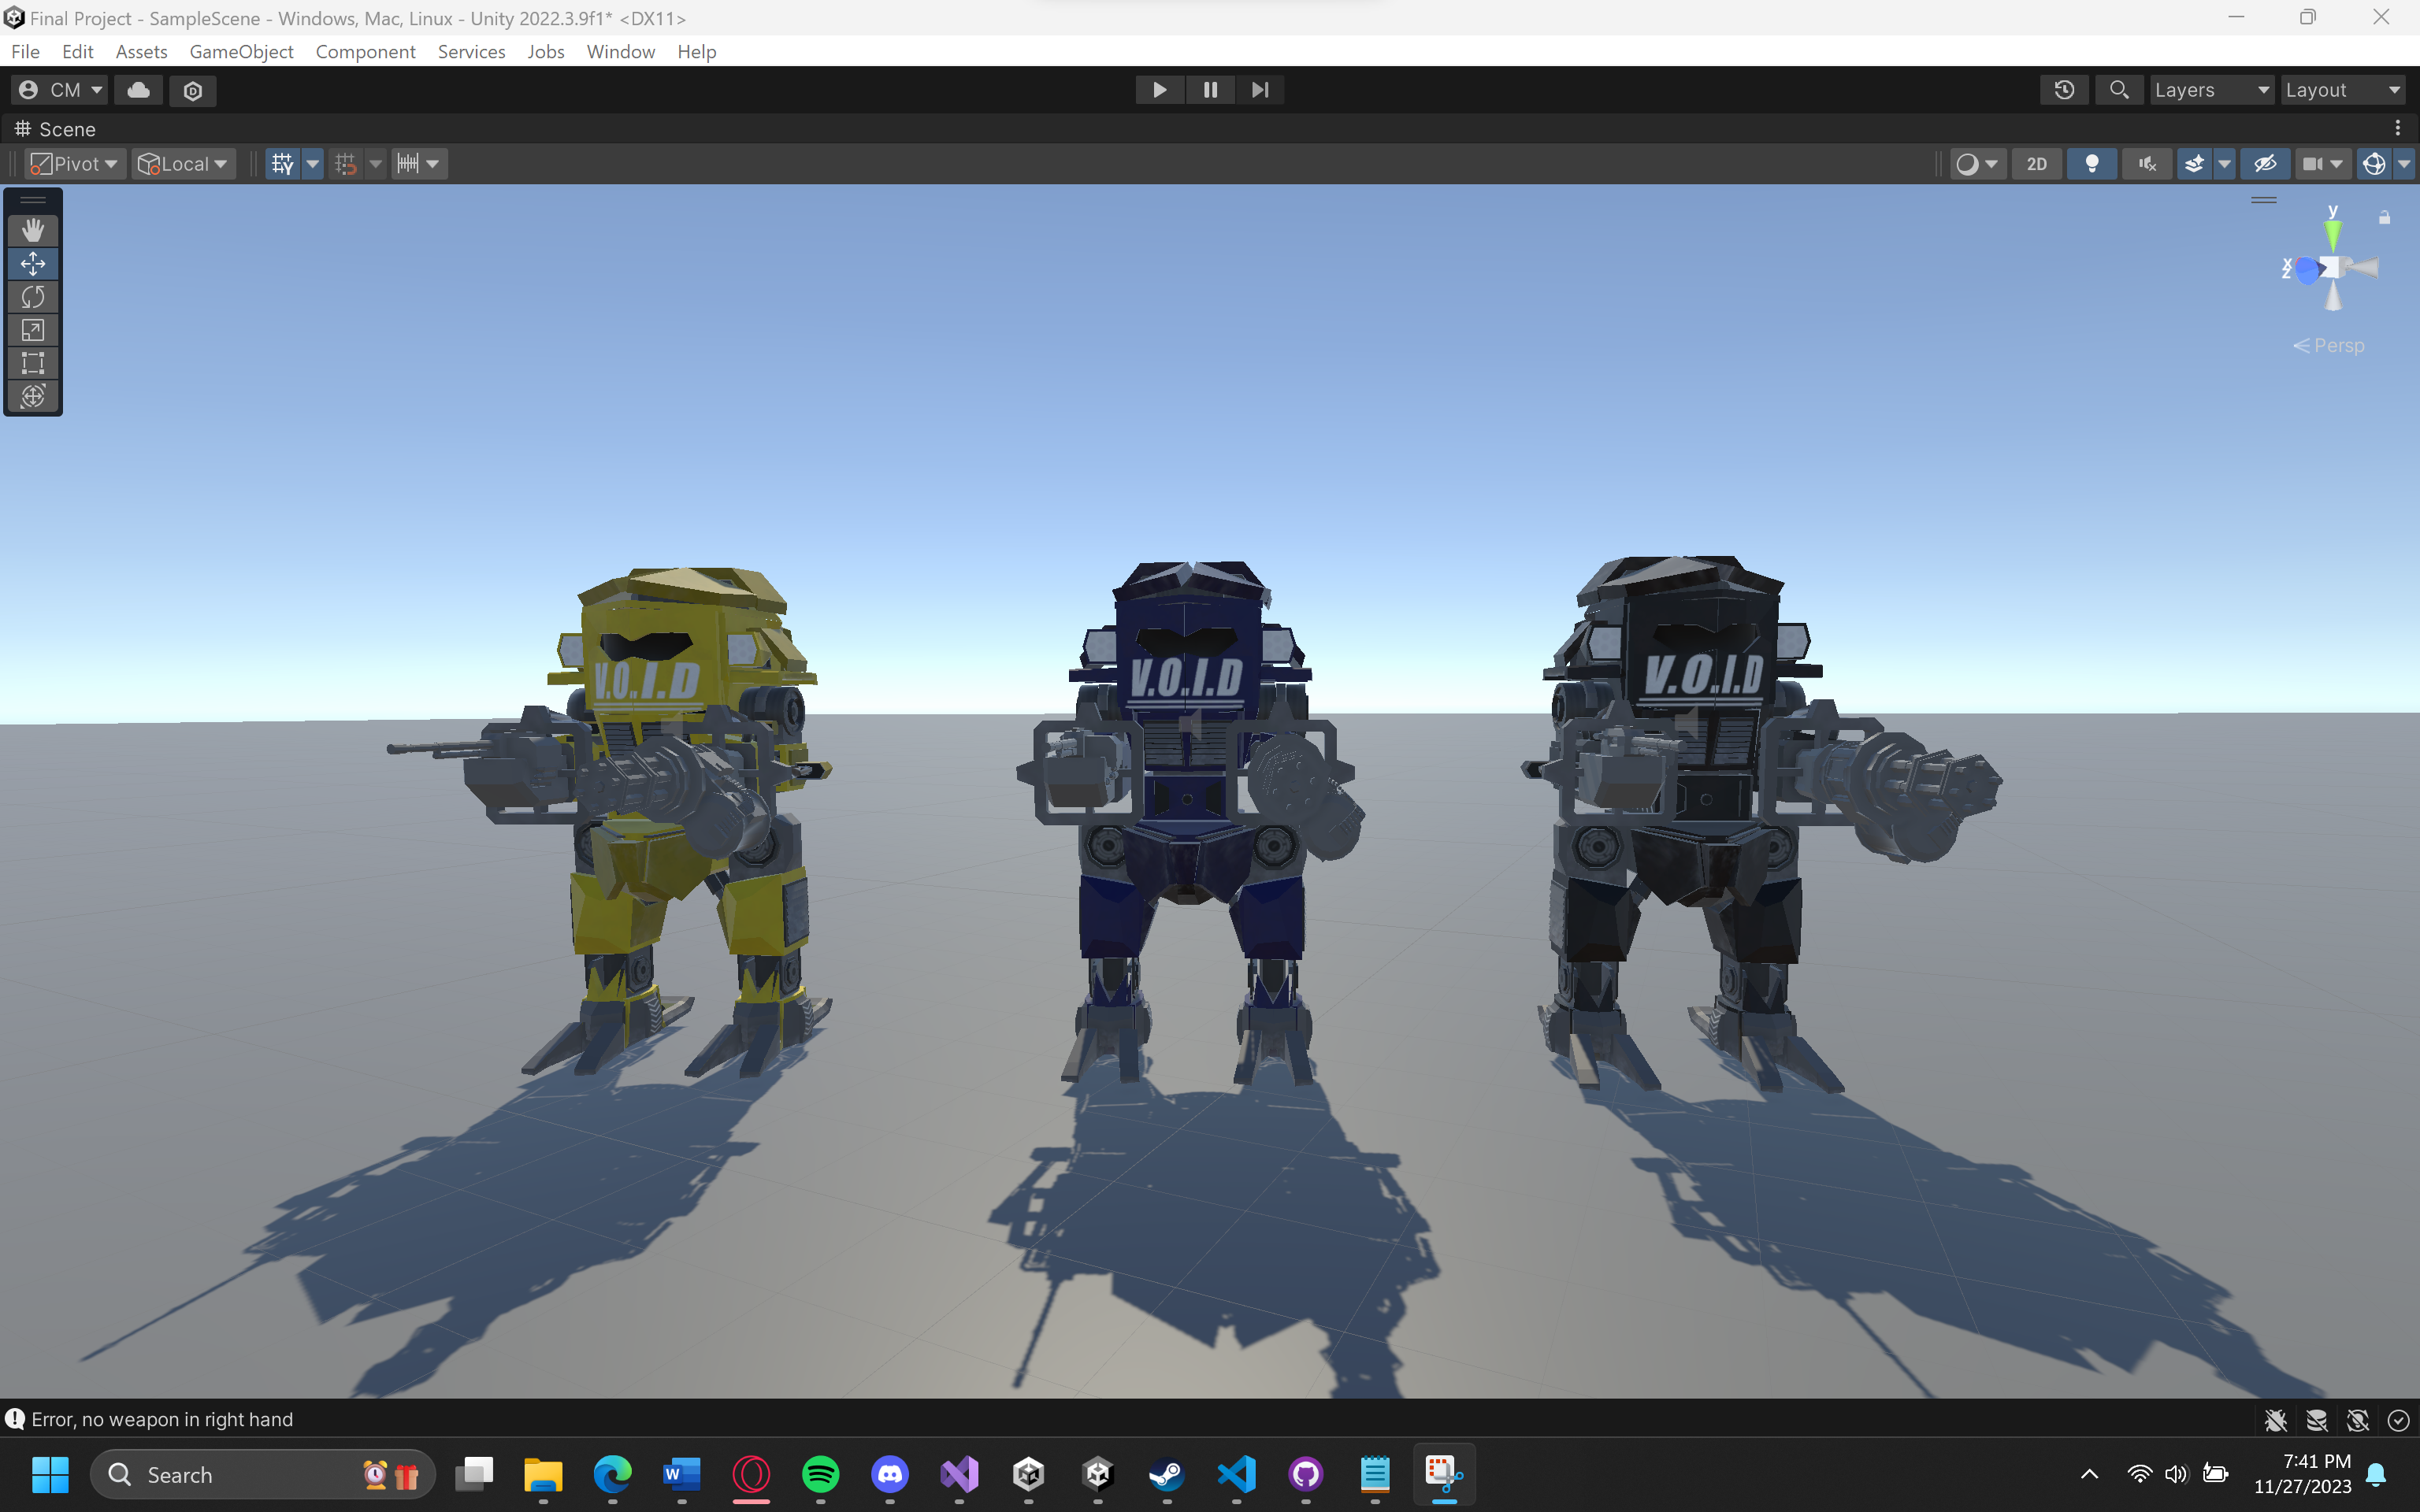 Final Project - SampleScene - Windows, Mac, Linux - Unity 2022.3.9f1* <DX11>
File Edit Assets GameObject Component Services Jobs Window Help
CM
Layers
Layout
Scene
Pivot
Local
2D
y
x
z
Persp
V.O.I.D
V.O.I.D
V.O.I.D
Error, no weapon in right hand
Search
7:41 PM
11/27/2023